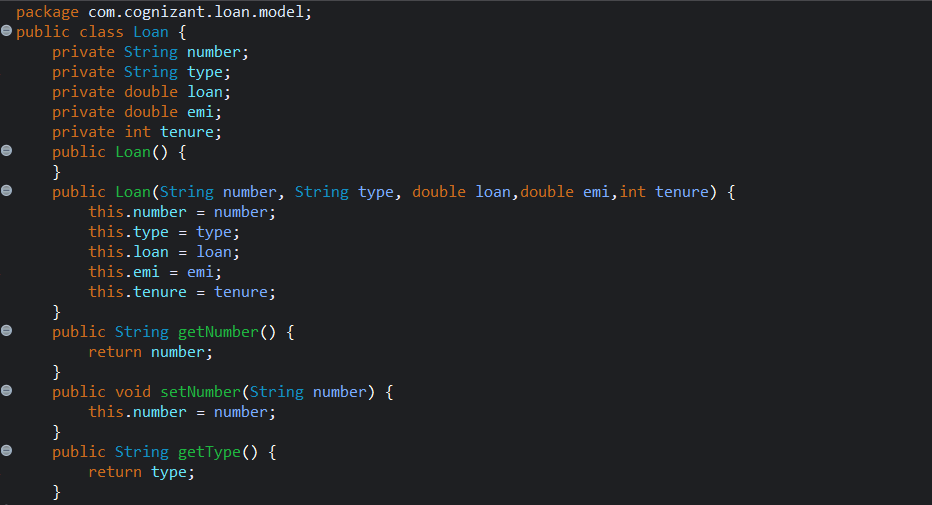 package com.cognizant.loan.model;
public class Loan {
    private String number;
    private String type;
    private double loan;
    private double emi;
    private int tenure;
    public Loan() {
    }
    public Loan(String number, String type, double loan,double emi,int tenure) {
        this.number = number;
        this.type = type;
        this.loan = loan;
        this.emi = emi;
        this.tenure = tenure;
    }
    public String getNumber() {
        return number;
    }
    public void setNumber(String number) {
        this.number = number;
    }
    public String getType() {
        return type;
    }